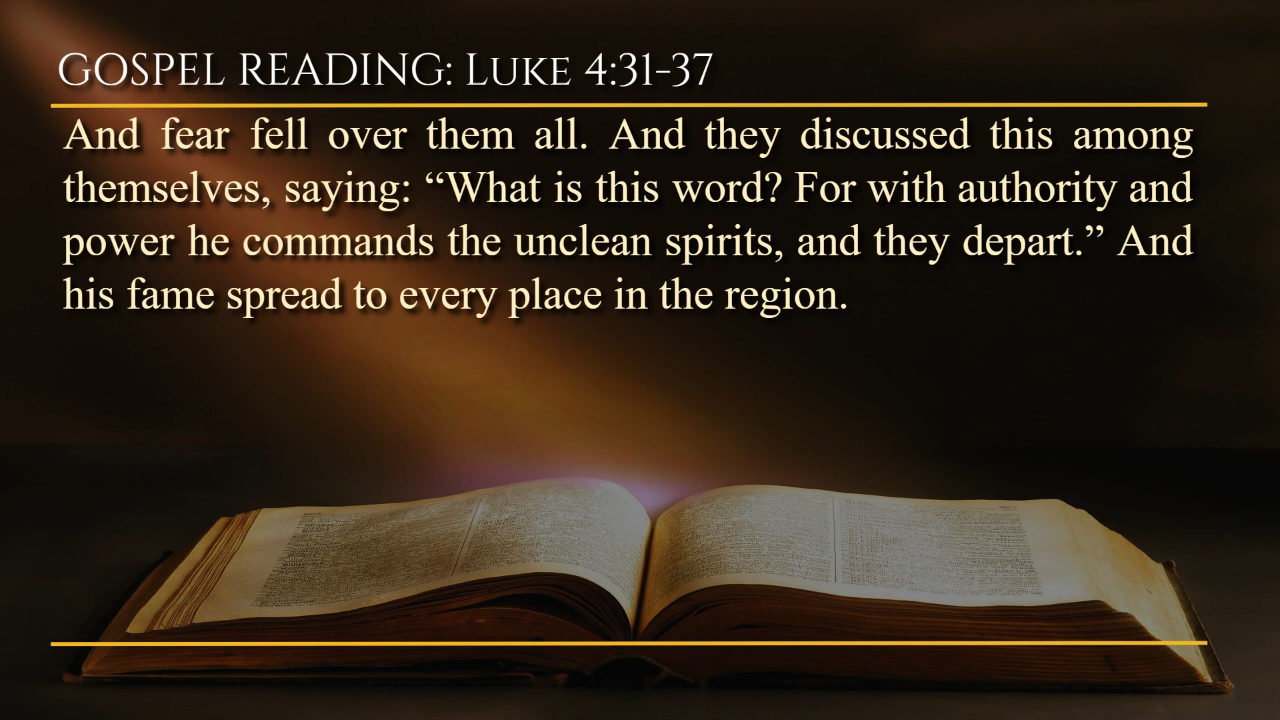 GOSPEL READING: LUKE 4:31-37
And fear fell over them all. And they discussed this among
themselves, saying: “What is this word? For with authority and
power he commands the unclean spirits, and they depart.” And
his fame spread to every place in the region.